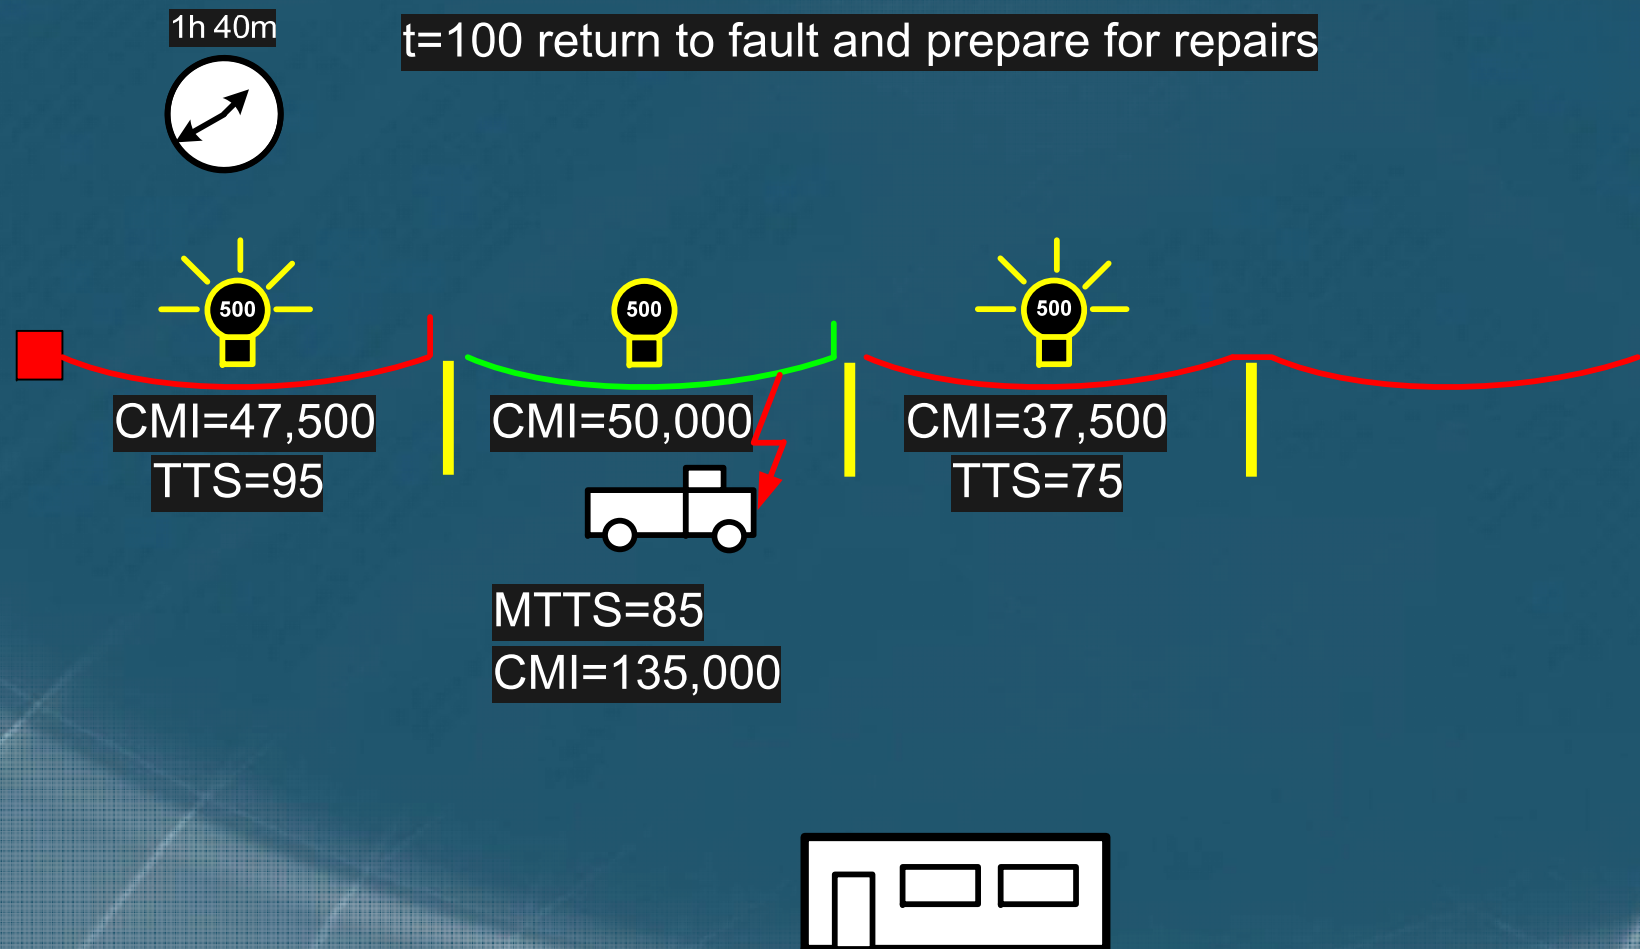 1h 40m
t=100 return to fault and prepare for repairs
500
500
500
CMI=47,500
CMI=50,000
CMI=37,500
TTS=95
TTS=75
MTTS=85
CMI=135,000